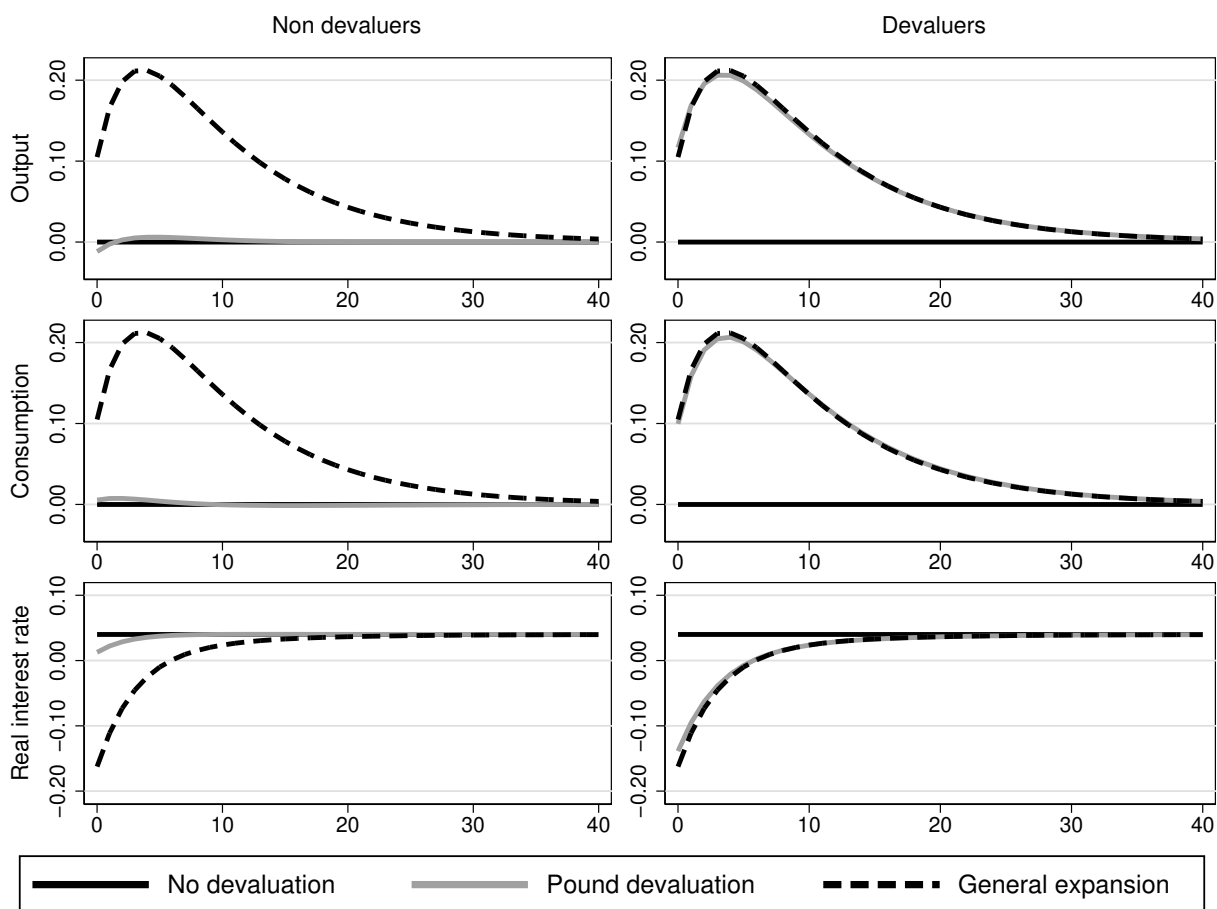 Non devaluers
Devaluers
Output
0.00 0.10 0.20
0 10 20 30 40
0.00 0.10 0.20
0 10 20 30 40
Consumption
0.00 0.10 0.20
0 10 20 30 40
0.00 0.10 0.20
0 10 20 30 40
Real interest rate
−0.20 −0.10 0.00 0.10
0 10 20 30 40
−0.20 −0.10 0.00 0.10
0 10 20 30 40
No devaluation Pound devaluation General expansion